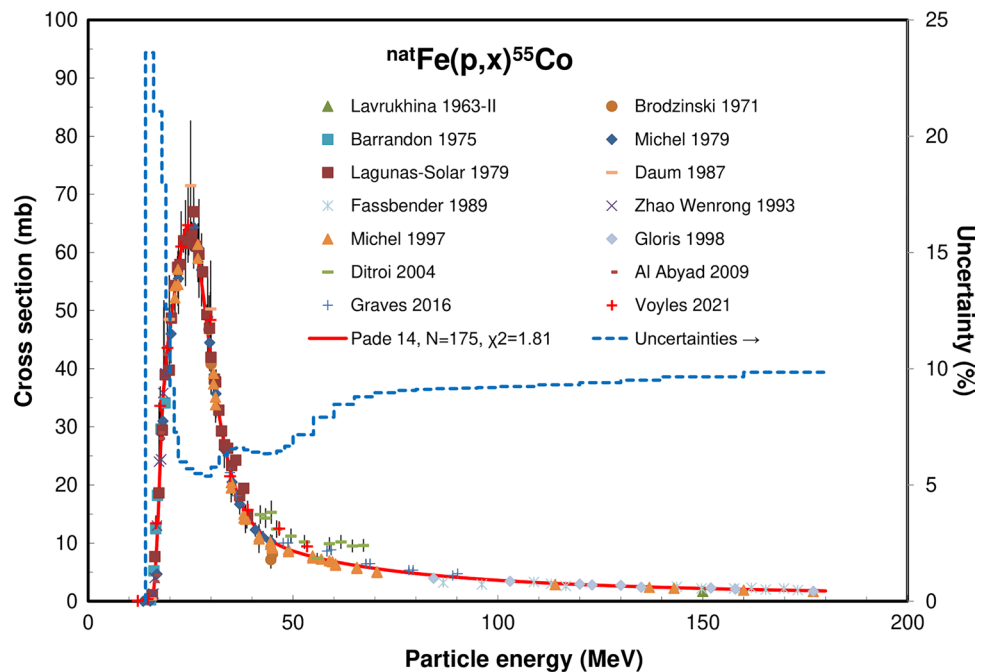 natFe(p,x)55Co
Lavrukhina 1963-II
Brodzinski 1971
Barrandon 1975
Michel 1979
Lagunas-Solar 1979
Daum 1987
Fassbender 1989
Zhao Wenrong 1993
Michel 1997
Gloris 1998
Ditroi 2004
Al Abyad 2009
Graves 2016
Voyles 2021
Pade 14, N=175, χ2=1.81
Uncertainties →
Cross section (mb)
100
90
80
70
60
50
40
30
20
10
0
Uncertainty (%)
25
20
15
10
5
0
0
50
100
150
200
Particle energy (MeV)